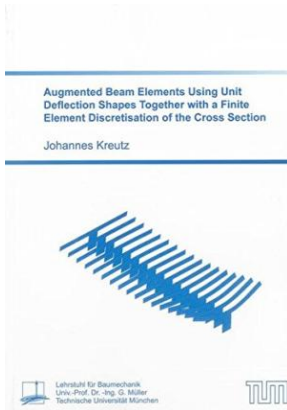 Augmented Beam Elements Using Unit
Deflection Shapes Together with a Finite
Element Discretisation of the Cross Section
Johannes Kreutz
Lehrstuhl für Baumechanik
Univ.-Prof. Dr. -Ing. G. Müller
Technische Universität München
TUM